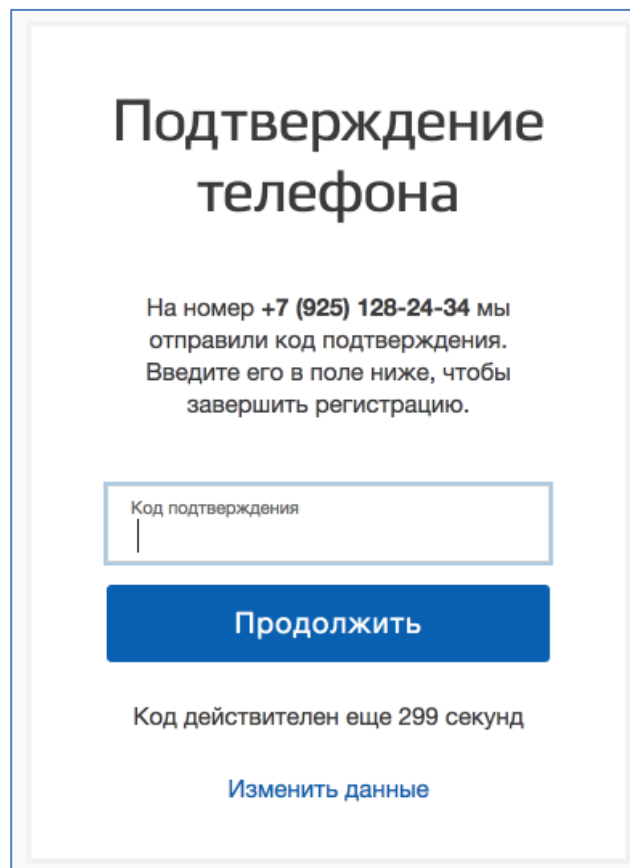 Подтверждение
телефона
На номер +7 (925) 128-24-34 мы
отправили код подтверждения.
Введите его в поле ниже, чтобы
завершить регистрацию.
Код подтверждения
Продолжить
Код действителен еще 299 секунд
Изменить данные